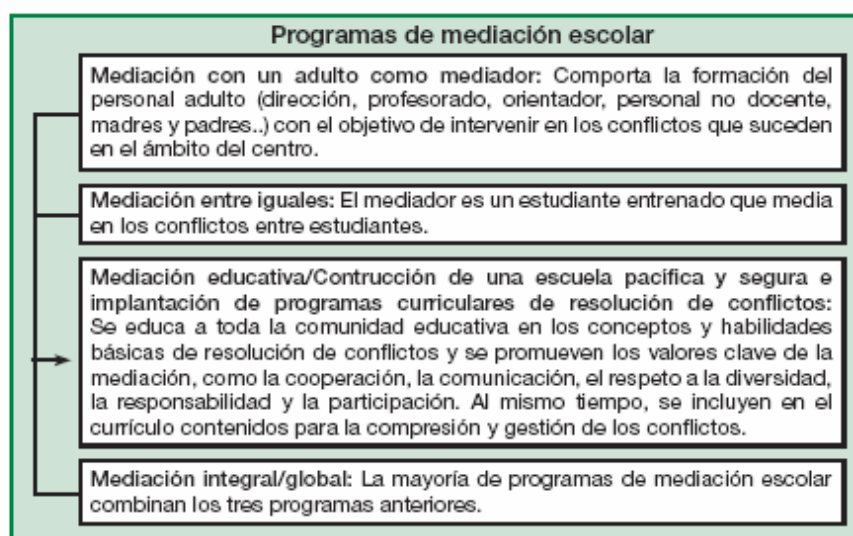 Programas de mediación escolar
Mediación con un adulto como mediador: Comporta la formación del
personal adulto (dirección, profesorado, orientador, personal no docente,
madres y padres..) con el objetivo de intervenir en los conflictos que suceden
en el ámbito del centro.
Mediación entre iguales: El mediador es un estudiante entrenado que media
en los conflictos entre estudiantes.
Mediación educativa/Contrucción de una escuela pacífica y segura e
implantación de programas curriculares de resolución de conflictos:
Se educa a toda la comunidad educativa en los conceptos y habilidades
básicas de resolución de conflictos y se promueven los valores clave de la
mediación, como la cooperación, la comunicación, el respeto a la diversidad,
la responsabilidad y la participación. Al mismo tiempo, se incluyen en el
currículo contenidos para la compresión y gestión de los conflictos.
Mediación integral/global: La mayoría de programas de mediación escolar
combinan los tres programas anteriores.